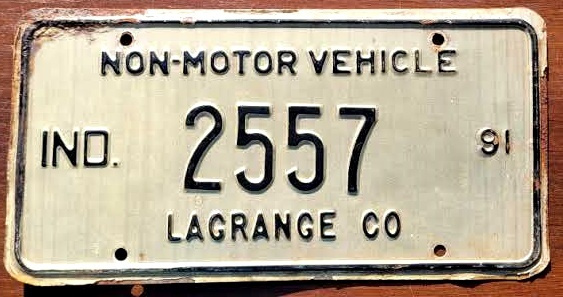 NON-MOTOR VEHICLE
IND. 2557 91
LAGRANGE CO